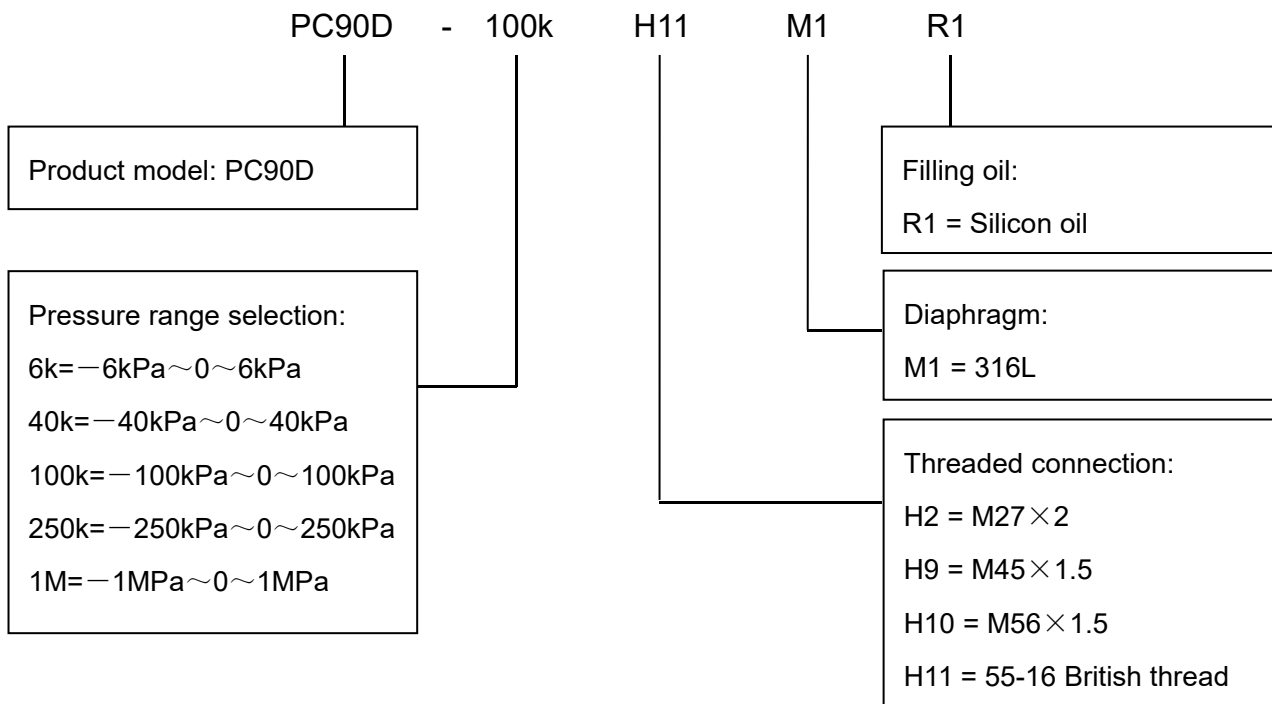 PC90D - 100k H11 M1 R1
Product model: PC90D
Pressure range selection:
6k=－6kPa～0～6kPa
40k=－40kPa～0～40kPa
100k=－100kPa～0～100kPa
250k=－250kPa～0～250kPa
1M=－1MPa～0～1MPa
Filling oil:
R1 = Silicon oil
Diaphragm:
M1 = 316L
Threaded connection:
H2 = M27×2
H9 = M45×1.5
H10 = M56×1.5
H11 = 55-16 British thread